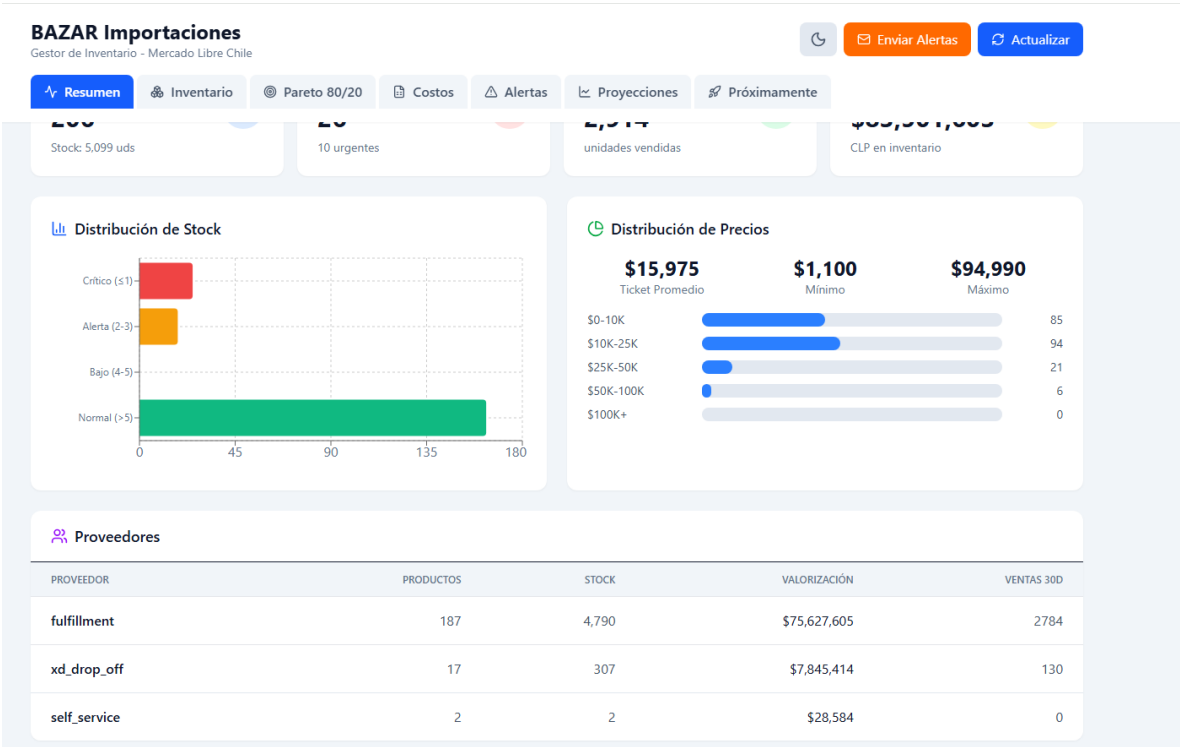 BAZAR Importaciones
Gestor de Inventario - Mercado Libre Chile
Enviar Alertas
Actualizar
Resumen
Inventario
Pareto 80/20
Costos
Alertas
Proyecciones
Próximamente
2,914
Stock: 5,099 uds
10 urgentes
unidades vendidas
CLP en inventario
Distribución de Stock
Crítico (≤1)
Alerta (2-3)
Bajo (4-5)
Normal (>5)
0 45 90 135 180
Distribución de Precios
$15,975 $1,100 $94,990
Ticket Promedio Mínimo Máximo
$0-10K 85
$10K-25K 94
$25K-50K 21
$50K-100K 6
$100K+ 0
Proveedores
PROVEEDOR PRODUCTOS STOCK VALORIZACIÓN VENTAS 30D
fulfillment 187 4,790 $75,627,605 2784
xd_drop_off 17 307 $7,845,414 130
self_service 2 2 $28,584 0